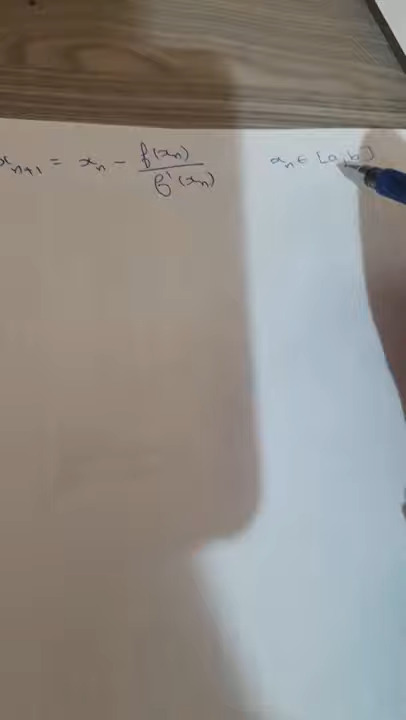 x_{n+1} = x_n - f(x_n) / f'(x_n)    x_n ∈ [a, b]